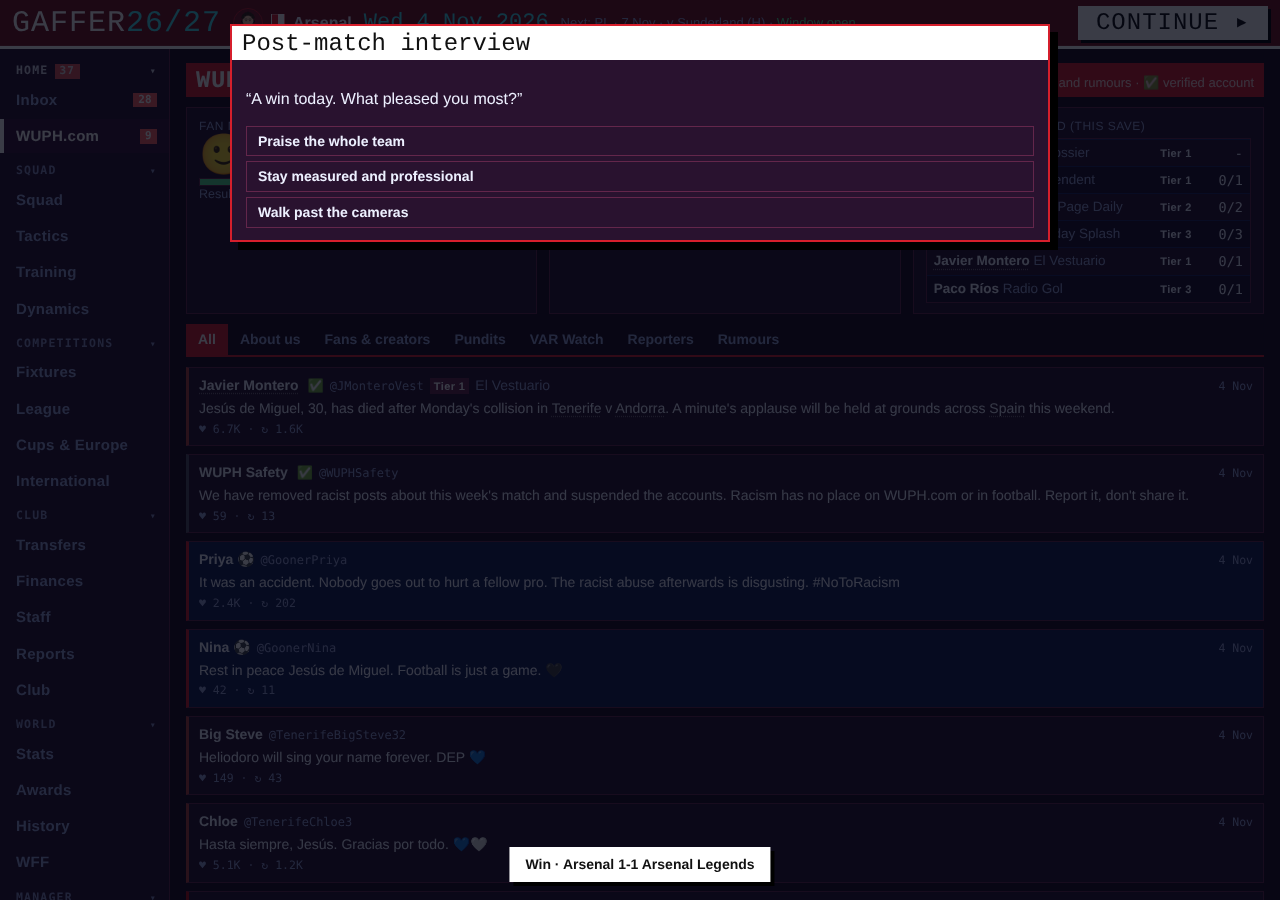 GAFFER26/27 Arsenal Wed 4 Nov 2026 Next: PL · 7 Nov · v Sunderland (H) · Window open CONTINUE ►
Post-match interview
“A win today. What pleased you most?”
Praise the whole team
Stay measured and professional
Walk past the cameras
HOME 37
Inbox 28
WUPH.com 9
SQUAD
Squad
Tactics
Training
Dynamics
COMPETITIONS
Fixtures
League
Cups & Europe
International
CLUB
Transfers
Finances
Staff
Reports
Club
WORLD
Stats
Awards
History
WFF
MANAGER
and rumours · ✅ verified account
FAN
(THIS SAVE)
Tier 1 -
Tier 1 0/1
Page Daily Tier 2 0/2
Splash Tier 3 0/3
Javier Montero El Vestuario Tier 1 0/1
Paco Ríos Radio Gol Tier 3 0/1
All About us Fans & creators Pundits VAR Watch Reporters Rumours
Javier Montero ✅ @JMonteroVest Tier 1 El Vestuario 4 Nov
Jesús de Miguel, 30, has died after Monday's collision in Tenerife v Andorra. A minute's applause will be held at grounds across Spain this weekend.
♥ 6.7K · ↻ 1.6K
WUPH Safety ✅ @WUPHSafety 4 Nov
We have removed racist posts about this week's match and suspended the accounts. Racism has no place on WUPH.com or in football. Report it, don't share it.
♥ 59 · ↻ 13
Priya ⚽ @GoonerPriya 4 Nov
It was an accident. Nobody goes out to hurt a fellow pro. The racist abuse afterwards is disgusting. #NoToRacism
♥ 2.4K · ↻ 202
Nina ⚽ @GoonerNina 4 Nov
Rest in peace Jesús de Miguel. Football is just a game. 🖤
♥ 42 · ↻ 11
Big Steve @TenerifeBigSteve32 4 Nov
Heliodoro will sing your name forever. DEP 💙
♥ 149 · ↻ 43
Chloe @TenerifeChloe3 4 Nov
Hasta siempre, Jesús. Gracias por todo. 💙🤍
♥ 5.1K · ↻ 1.2K
Win · Arsenal 1-1 Arsenal Legends